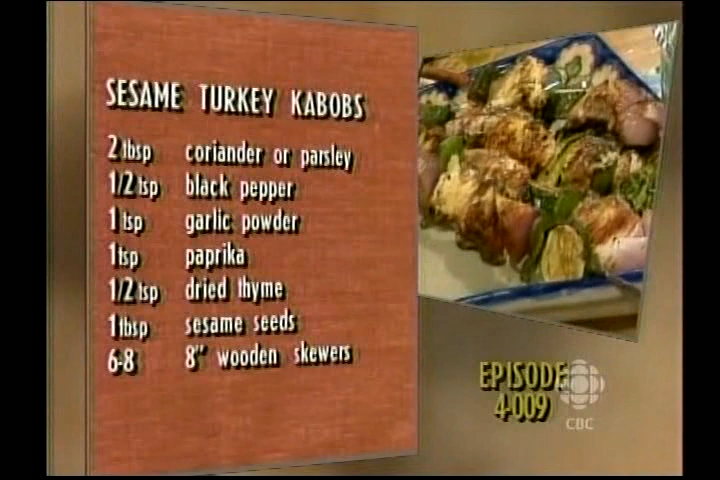 SESAME TURKEY KABOBS
2 tbsp coriander or parsley
1/2 tsp black pepper
1 tsp garlic powder
1 tsp paprika
1/2 tsp dried thyme
1 tbsp sesame seeds
6-8 8" wooden skewers
EPISODE
4-009
CBC